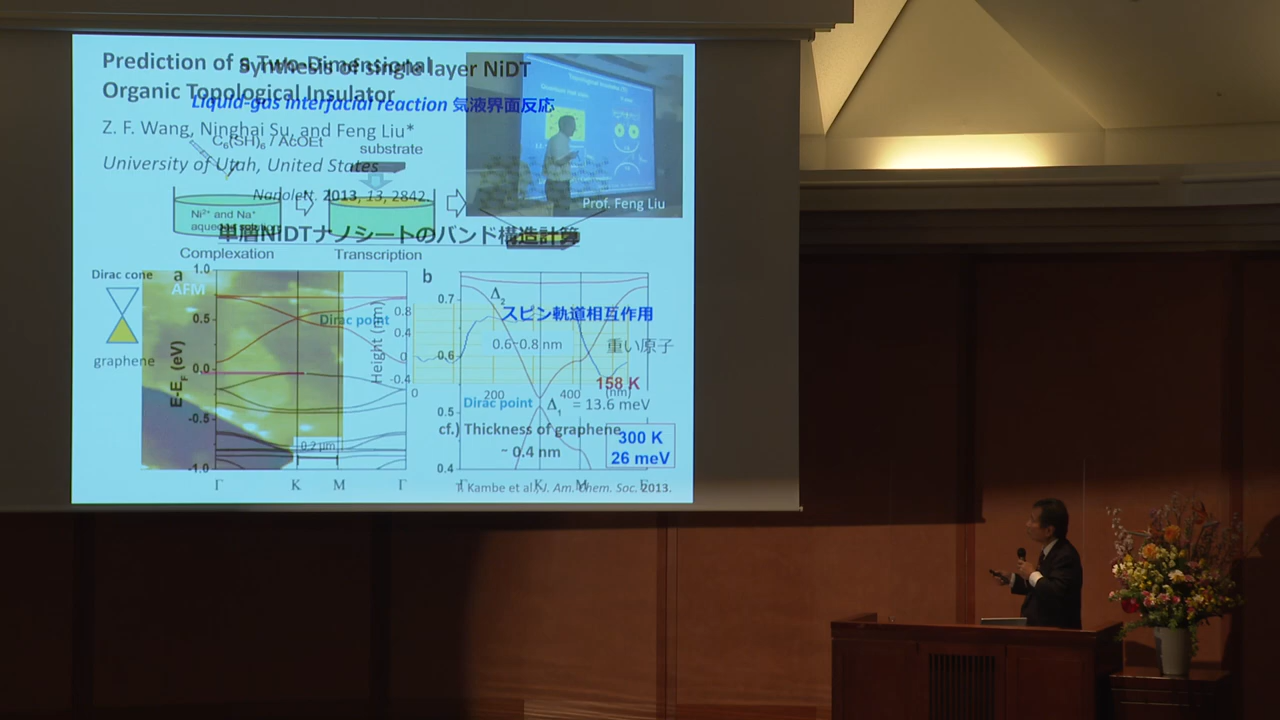 Prediction of a Two-Dimensional
Organic Topological Insulator
Synthesis of single layer NiDT
Liquid-gas interfacial reaction 気液界面反応
Z. F. Wang, Ninghai Su, and Feng Liu*
C6(SH)6 / AcOEt
substrate
University of Utah, United States
Nanolett. 2013, 13, 2842.
Prof. Feng Liu
Ni2+ and Na+
aqueous solution
単層NiDTナノシートのバンド構造計算
Complexation
Transcription
Dirac cone
graphene
AFM
a
1.0
0.5
0.0
-0.5
-1.0
E-EF (eV)
Γ K M Γ
Dirac point
0.2 μm
Height (nm)
0.8
0.4
0
-0.4
0 200 400 (nm)
0.6~0.8 nm
b
0.7
0.6
0.5
0.4
Δ2
スピン軌道相互作用
重い原子
158 K
Dirac point
Δ1 = 13.6 meV
cf.) Thickness of graphene
~ 0.4 nm
300 K
26 meV
Γ K M Γ
T. Kambe et al., J. Am. Chem. Soc. 2013.